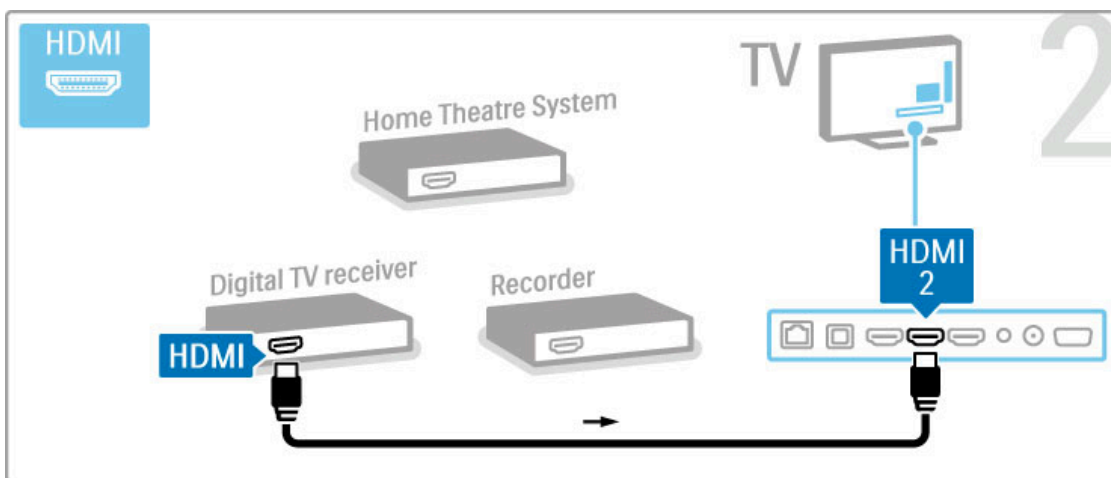 HDMI
TV
2
Home Theatre System
HDMI
2
Digital TV receiver
Recorder
HDMI